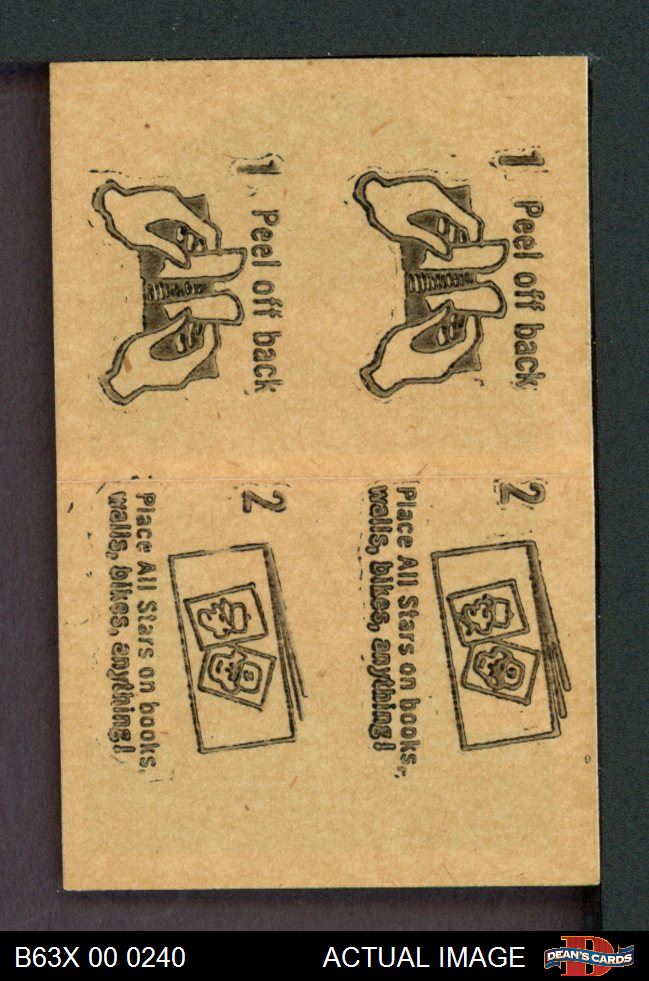 1 Peel off back
2
Place All Stars on books,
walls, bikes, anything!
1 Peel off back
2
Place All Stars on books,
walls, bikes, anything!
B63X 00 0240
ACTUAL IMAGE
D
DEAN'S CARDS